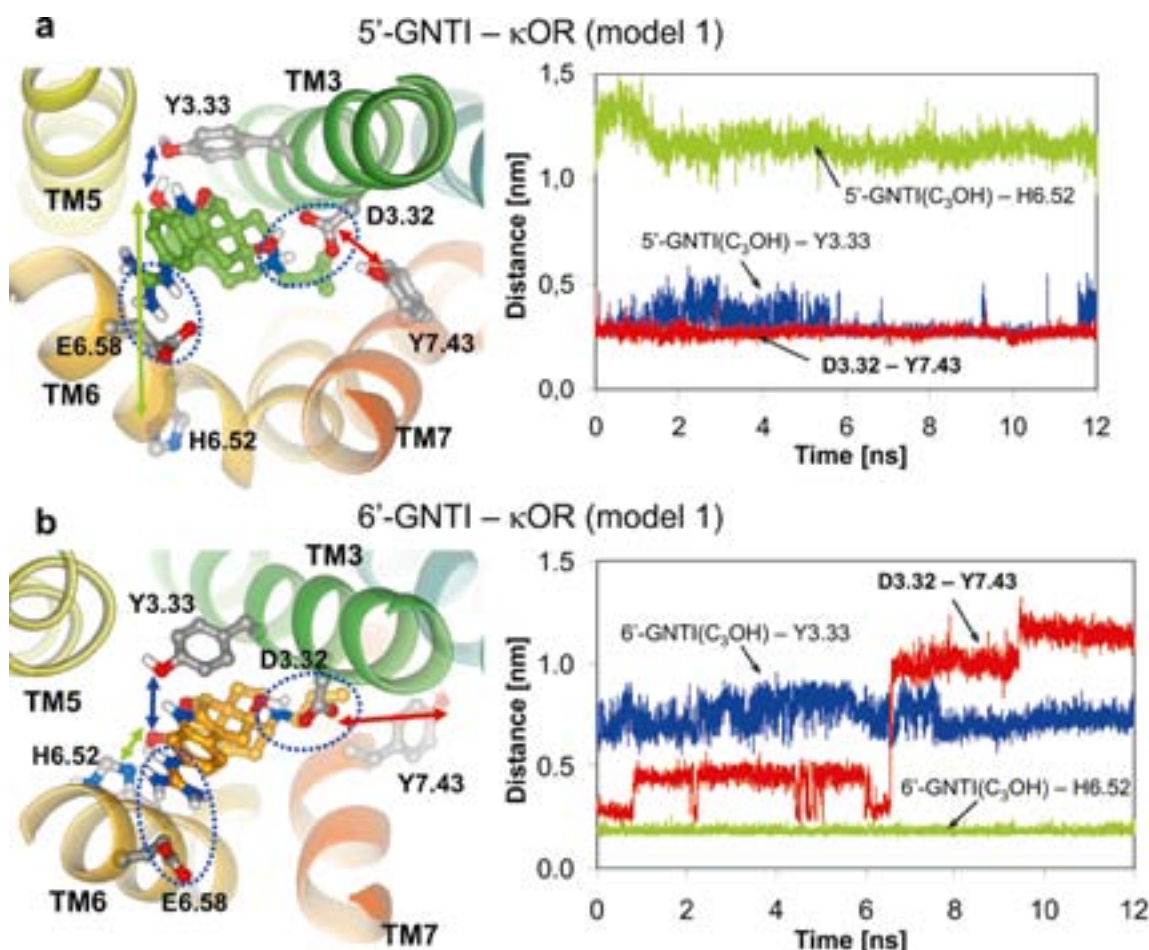 a
5'-GNTI – κOR (model 1)
TM3
Y3.33
TM5
D3.32
E6.58
Y7.43
TM6
H6.52
TM7
1,5
1,0
0,5
0,0
Distance [nm]
5'-GNTI(C₃OH) – H6.52
5'-GNTI(C₃OH) – Y3.33
D3.32 – Y7.43
0 2 4 6 8 10 12
Time [ns]
b
6'-GNTI – κOR (model 1)
TM3
Y3.33
D3.32
TM5
H6.52
Y7.43
TM6
E6.58
TM7
1.5
1.0
0.5
0.0
Distance [nm]
D3.32 – Y7.43
6'-GNTI(C₃OH) – Y3.33
6'-GNTI(C₃OH) – H6.52
0 2 4 6 8 10 12
Time [ns]